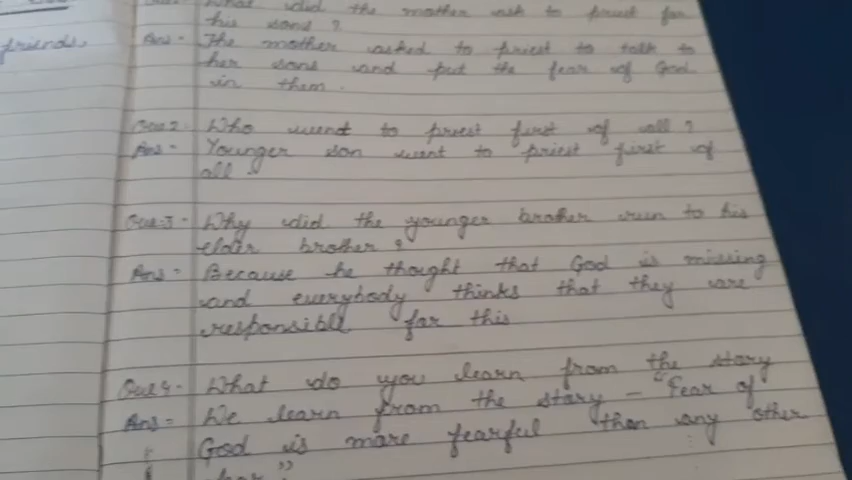 What did the mother ask to priest for
his sons ?
friends.
Ans - The mother asked to priest to talk to
her sons and put the fear of God
in them .
Que 2 - Who went to priest first of all ?
Ans - Younger son went to priest first of
all .
Que 3 - Why did the younger brother run to his
elder brother ?
Ans - Because he thought that God is missing
and everybody thinks that they are
responsible for this
Que 4 - What do you learn from the story
Ans - We learn from the story - "Fear of
God is more fearful than any other
fear"